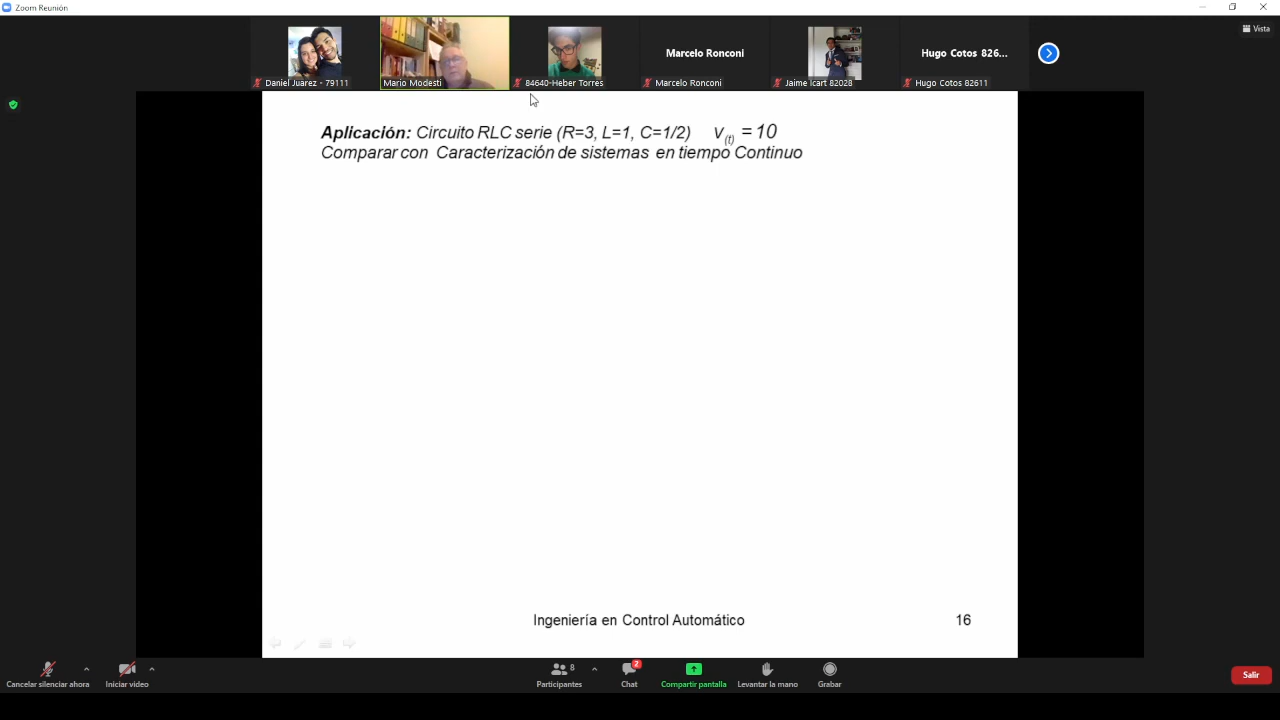 Zoom Reunión
Vista
Marcelo Ronconi
Hugo Cotos 826...
Daniel Juarez - 79111
Mario Modesti
84640-Heber Torres
Marcelo Ronconi
Jaime Icart 82028
Hugo Cotos 82611
Aplicación: Circuito RLC serie (R=3, L=1, C=1/2) v(t) = 10
Comparar con Caracterización de sistemas en tiempo Continuo
Ingeniería en Control Automático 16
8
2
Cancelar silenciar ahora
Iniciar video
Participantes
Chat
Compartir pantalla
Levantar la mano
Grabar
Salir